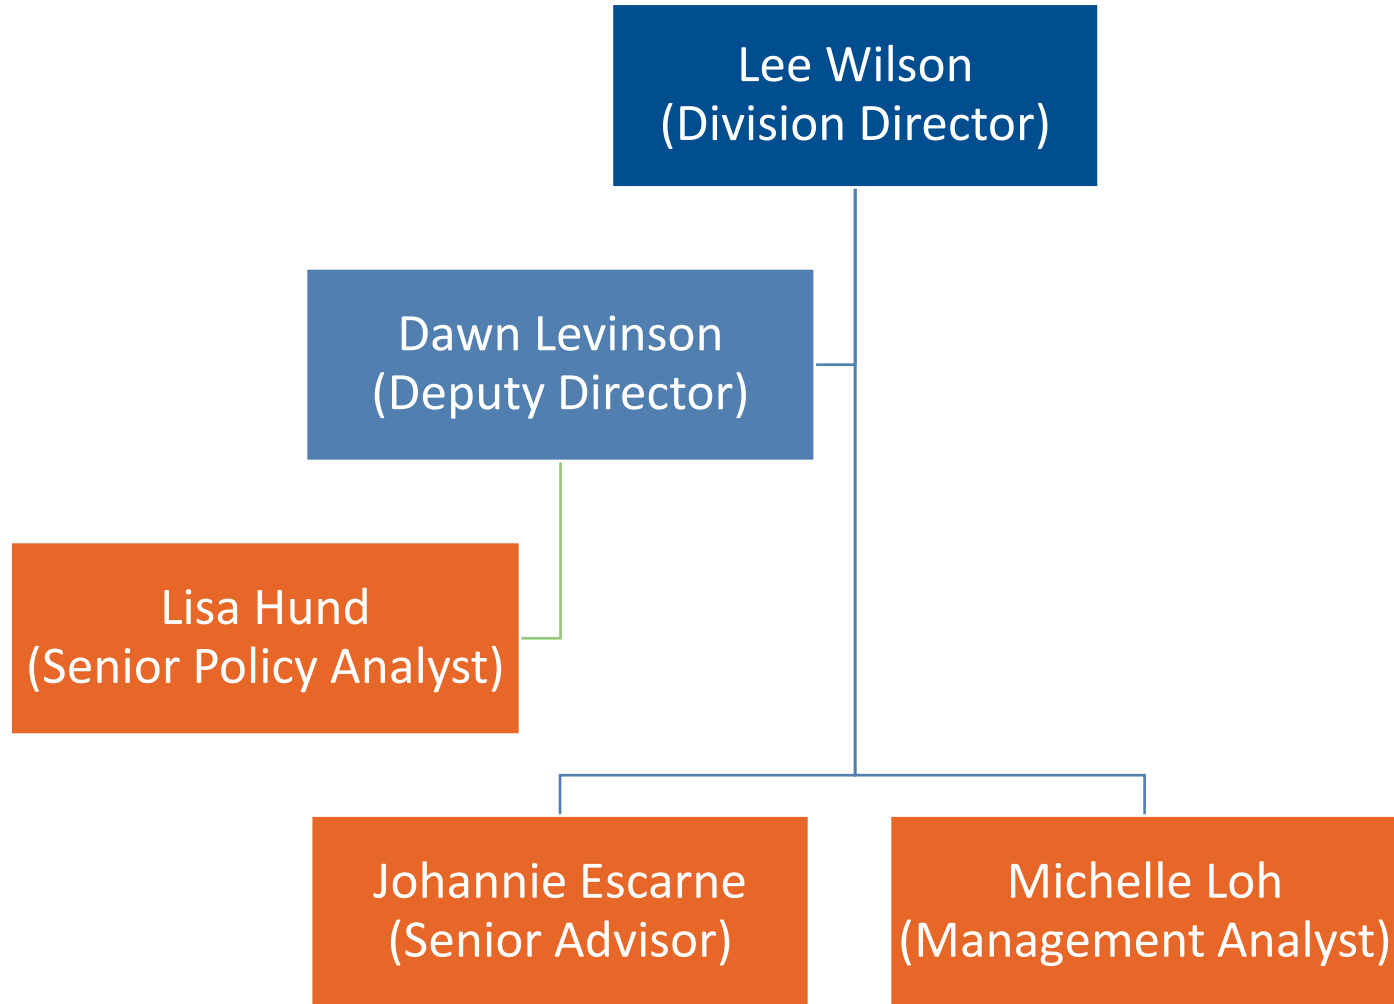 Lee Wilson
(Division Director)
Dawn Levinson
(Deputy Director)
Lisa Hund
(Senior Policy Analyst)
Johannie Escarne
(Senior Advisor)
Michelle Loh
(Management Analyst)